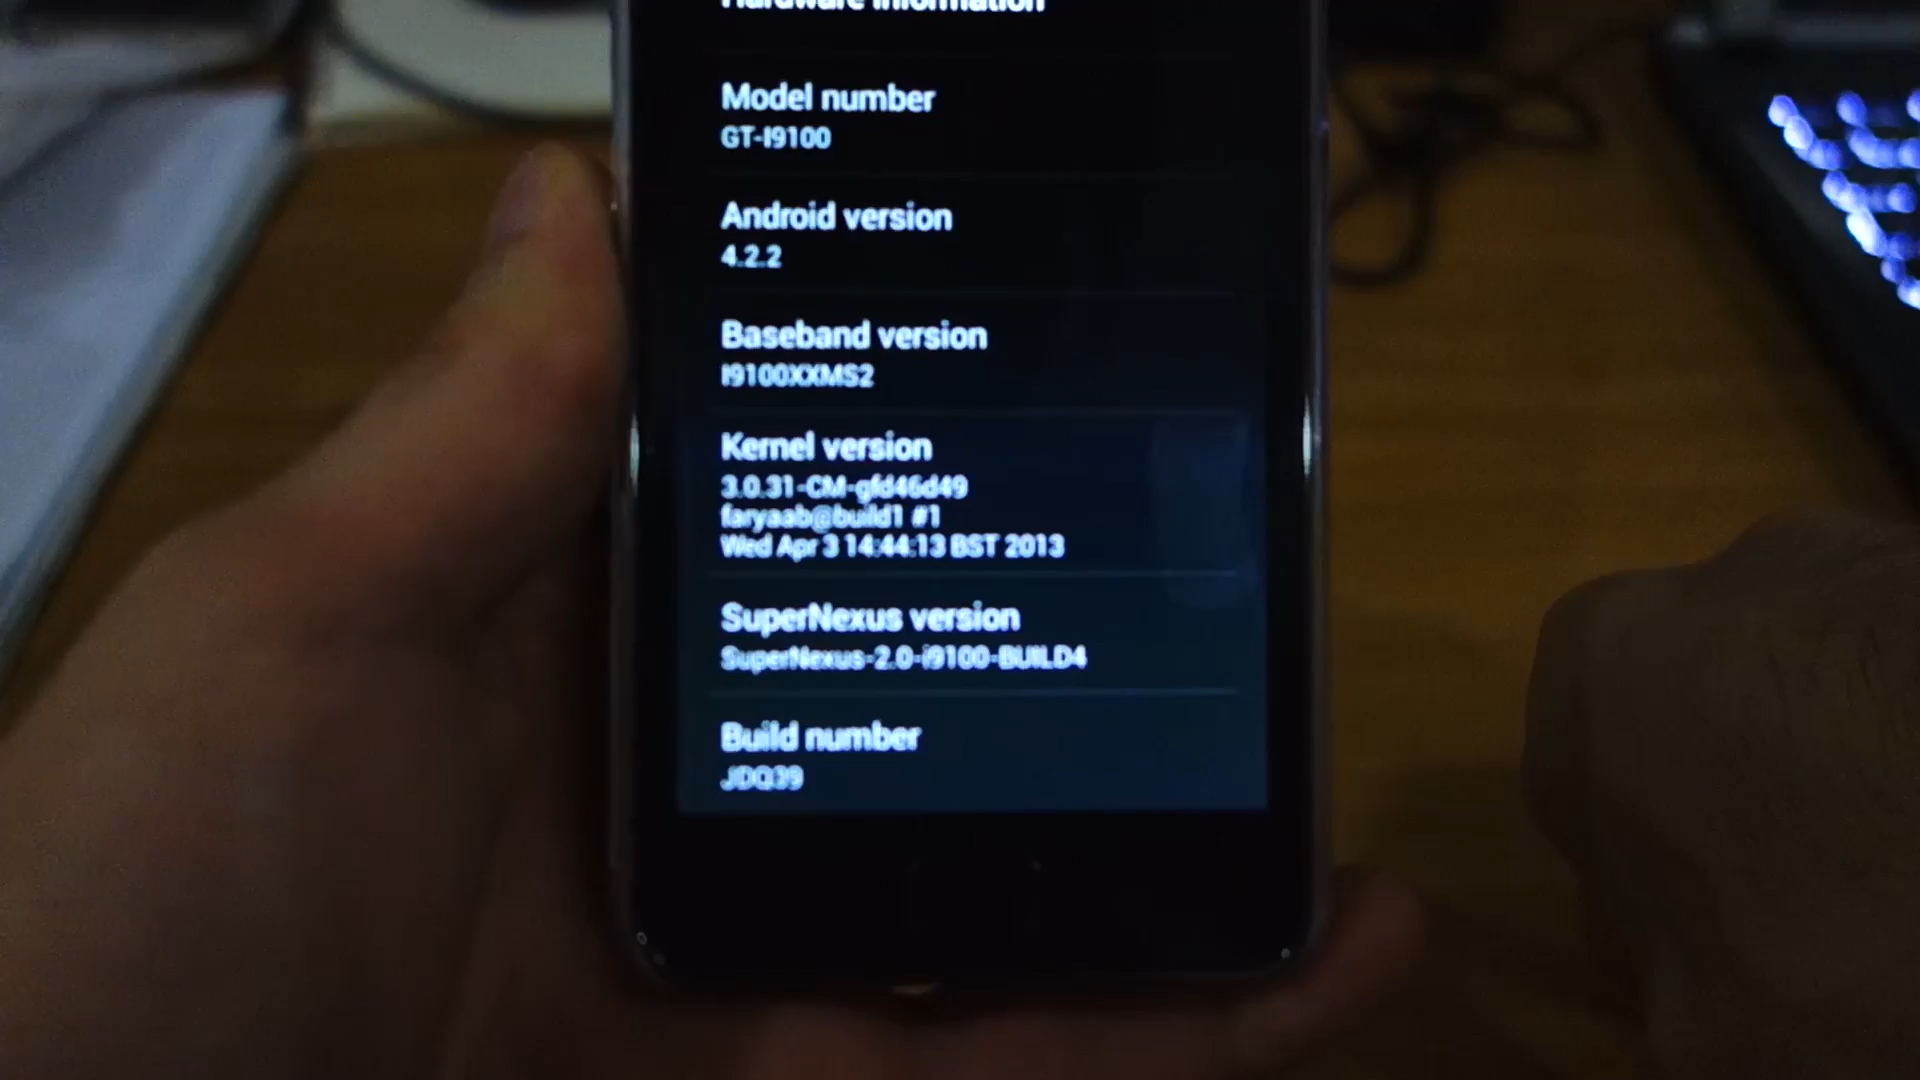 Hardware information
Model number
GT-I9100
Android version
4.2.2
Baseband version
I9100XXMS2
Kernel version
3.0.31-CM-gfd46d49
faryaab@build1 #1
Wed Apr 3 14:44:13 BST 2013
SuperNexus version
SuperNexus-2.0-i9100-BUILD4
Build number
JDQ39